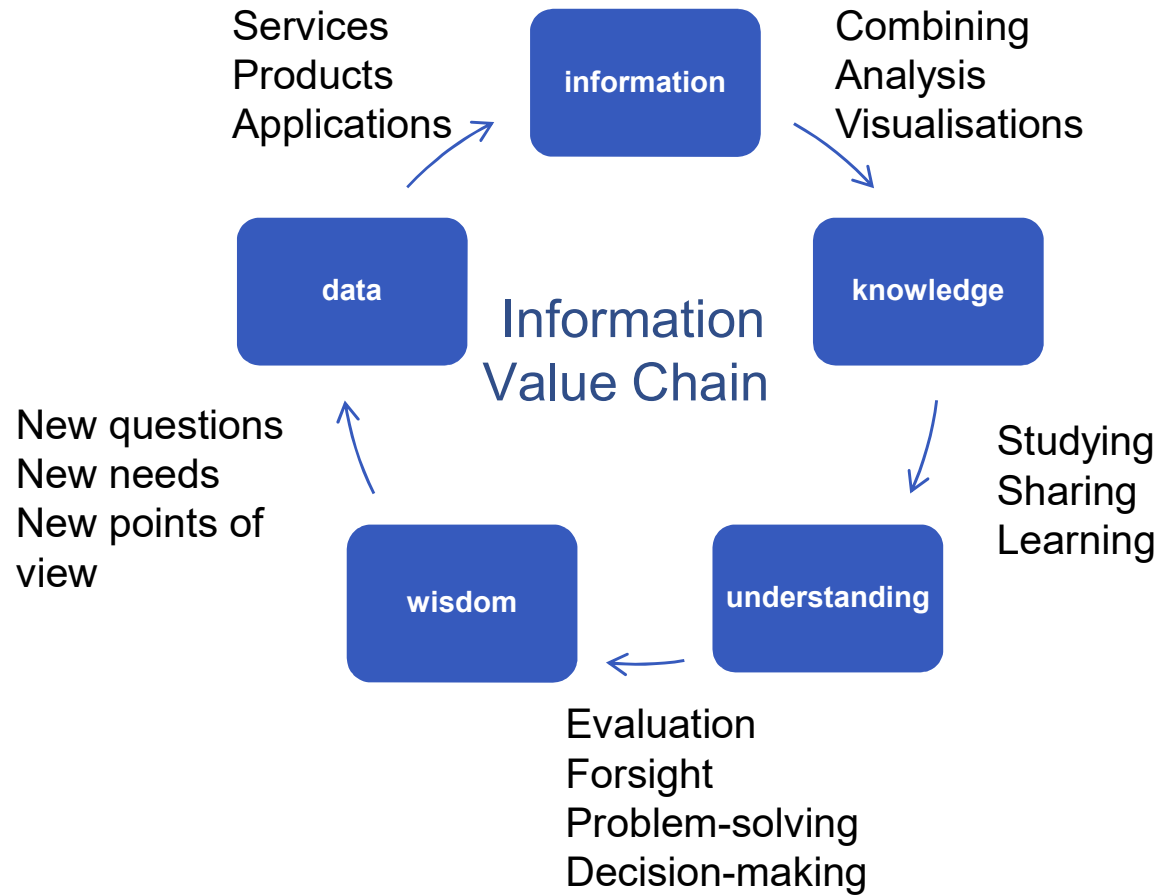 Services
Products
Applications
information
Combining
Analysis
Visualisations
data
knowledge
Information
Value Chain
New questions
New needs
New points of
view
Studying
Sharing
Learning
wisdom
understanding
Evaluation
Forsight
Problem-solving
Decision-making